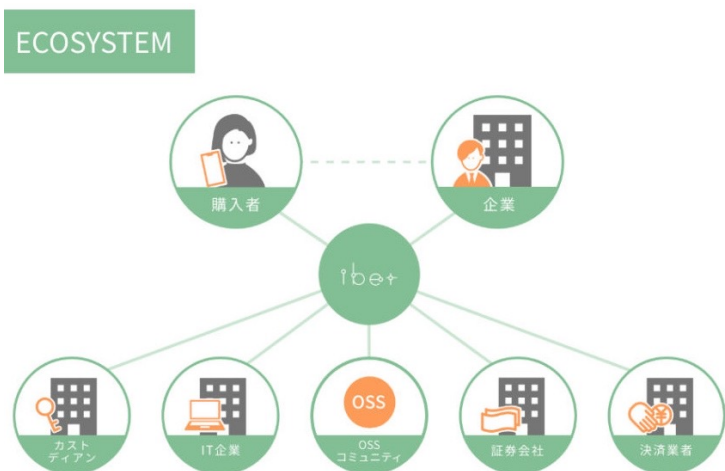 ECOSYSTEM
購入者
企業
ibet
カスト
ディアン
IT企業
OSS
OSS
コミュニティ
証券会社
¥
決済業者